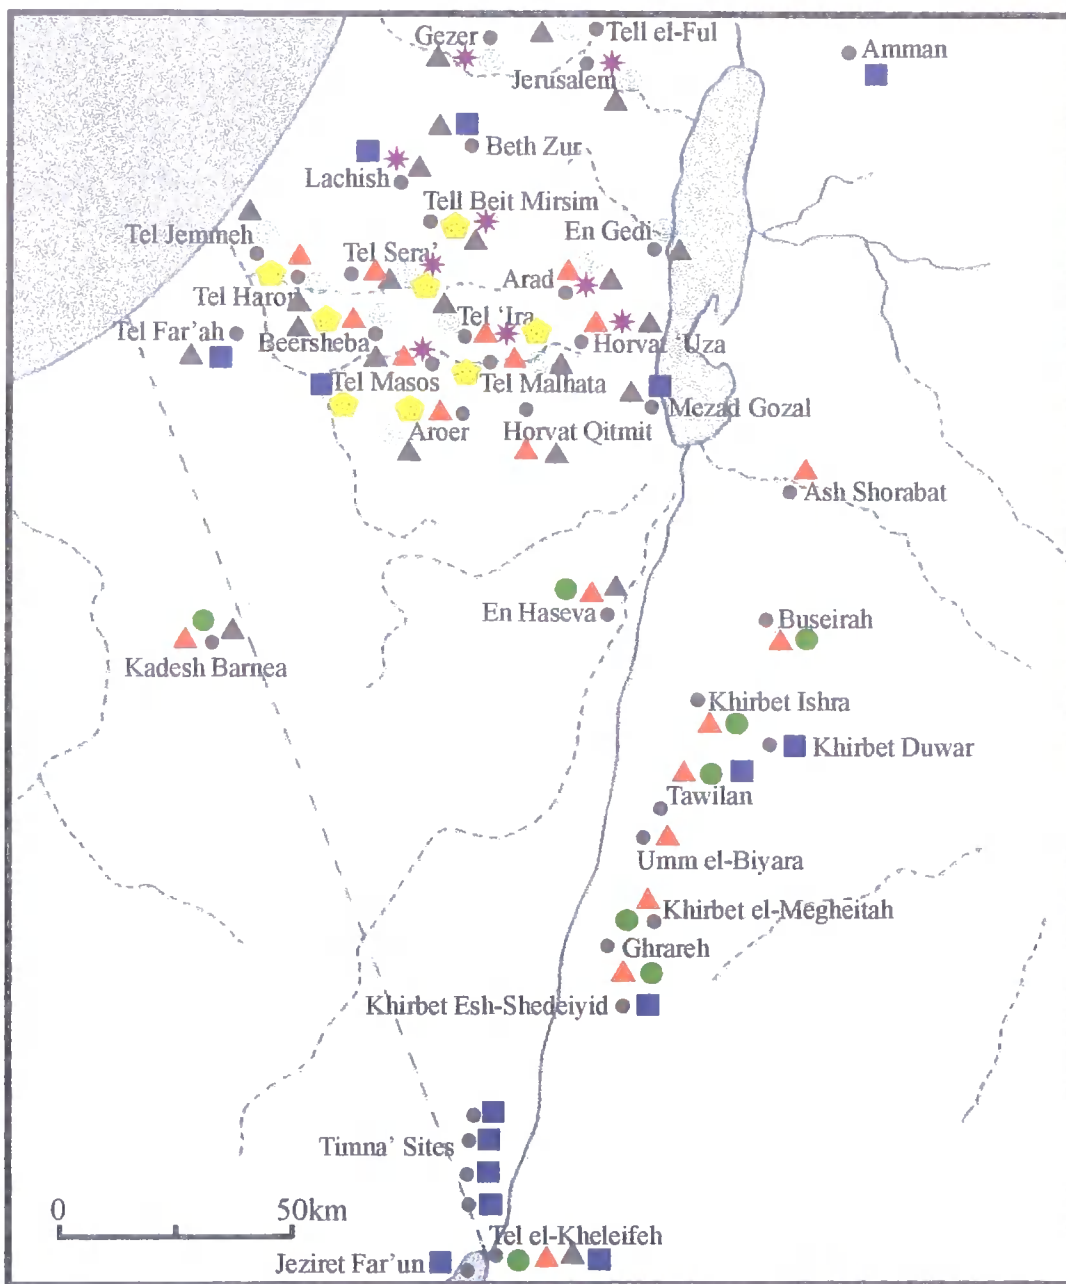 Gezer
Tell el-Ful
Amman
Jerusalem
Beth Zur
Lachish
Tell Beit Mirsim
En Gedi
Tel Jemmeh
Tel Sera'
Arad
Tel Haror
Tel 'Ira
Tel Far'ah
Beersheba
Horvat 'Uza
Tel Masos
Tel Malhata
Mezad Gozal
Aroer
Horvat Qitmit
Ash Shorabat
En Haseva
Buseirah
Kadesh Barnea
Khirbet Ishra
Khirbet Duwar
Tawilan
Umm el-Biyara
Khirbet el-Megheitah
Ghrareh
Khirbet Esh-Shedeiyid
Timna' Sites
0 50km
Tel el-Kheleifeh
Jeziret Far'un